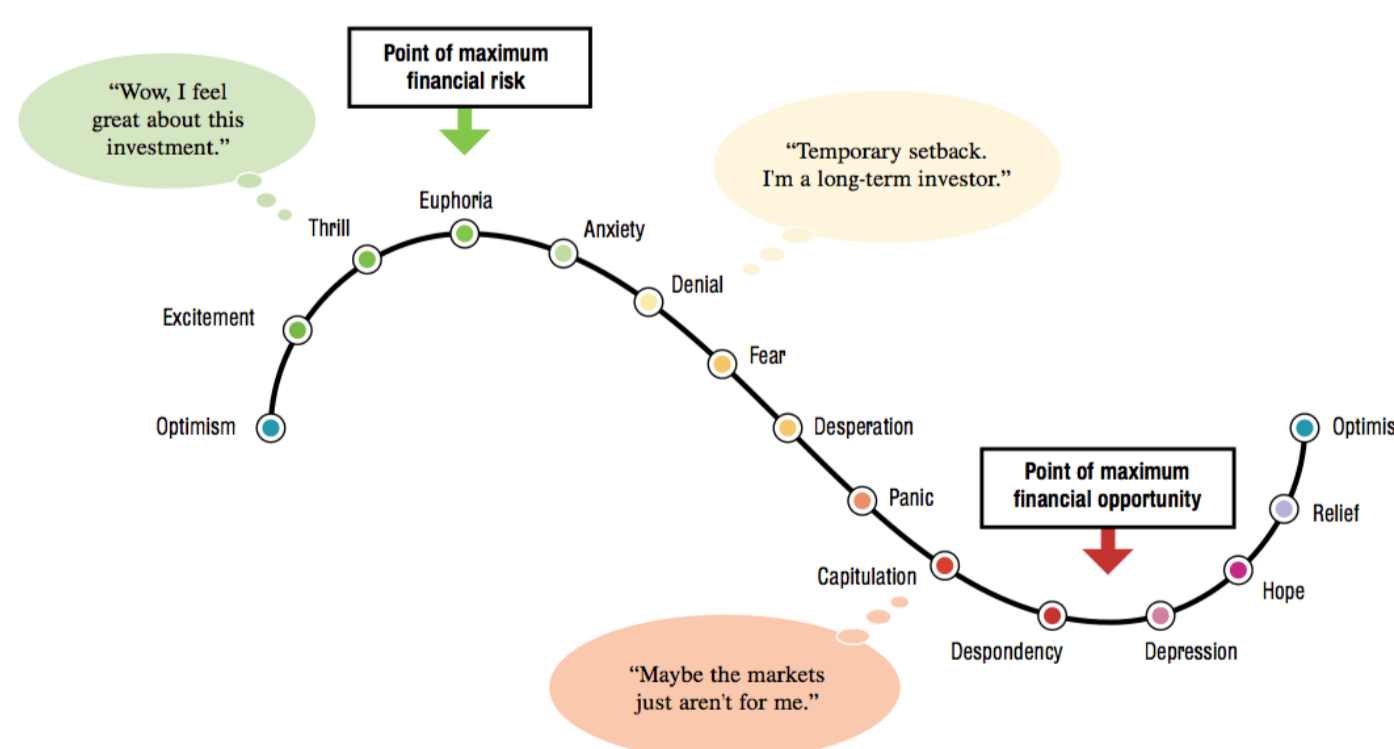 Point of maximum
financial risk
“Wow, I feel
great about this
investment.”
“Temporary setback.
I'm a long-term investor.”
Euphoria
Thrill
Anxiety
Denial
Excitement
Fear
Optimism
Desperation
Optimis
Point of maximum
financial opportunity
Panic
Relief
Capitulation
Hope
Despondency
Depression
“Maybe the markets
just aren't for me.”